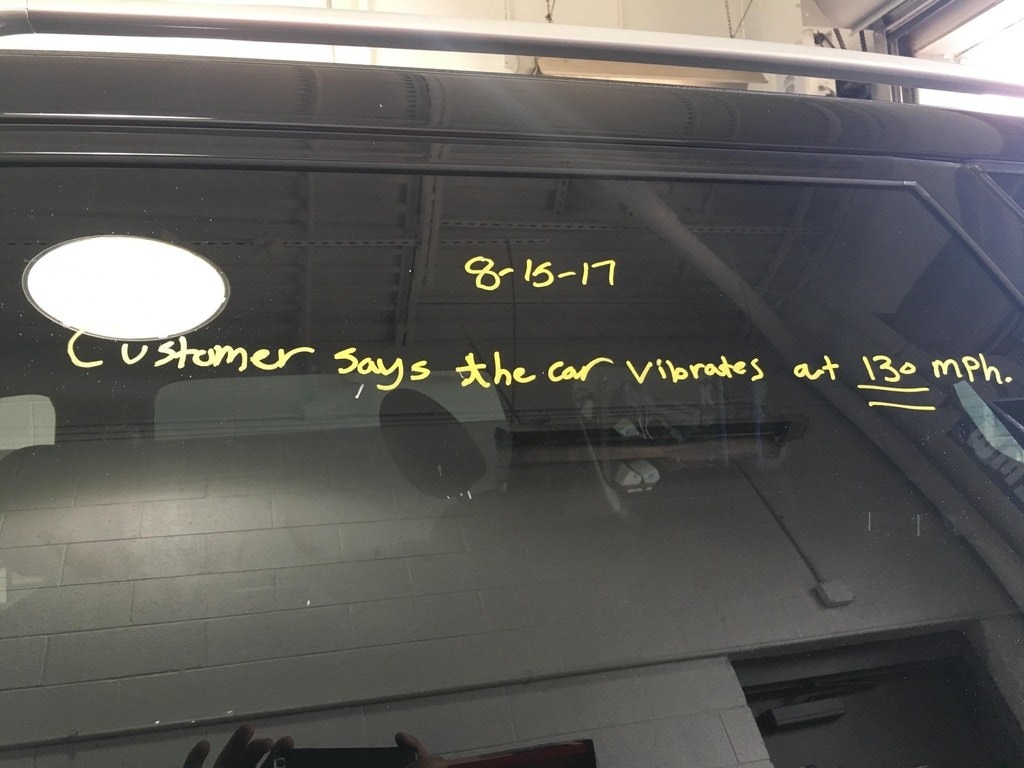 8-15-17
Customer says the car vibrates at 130 mph.